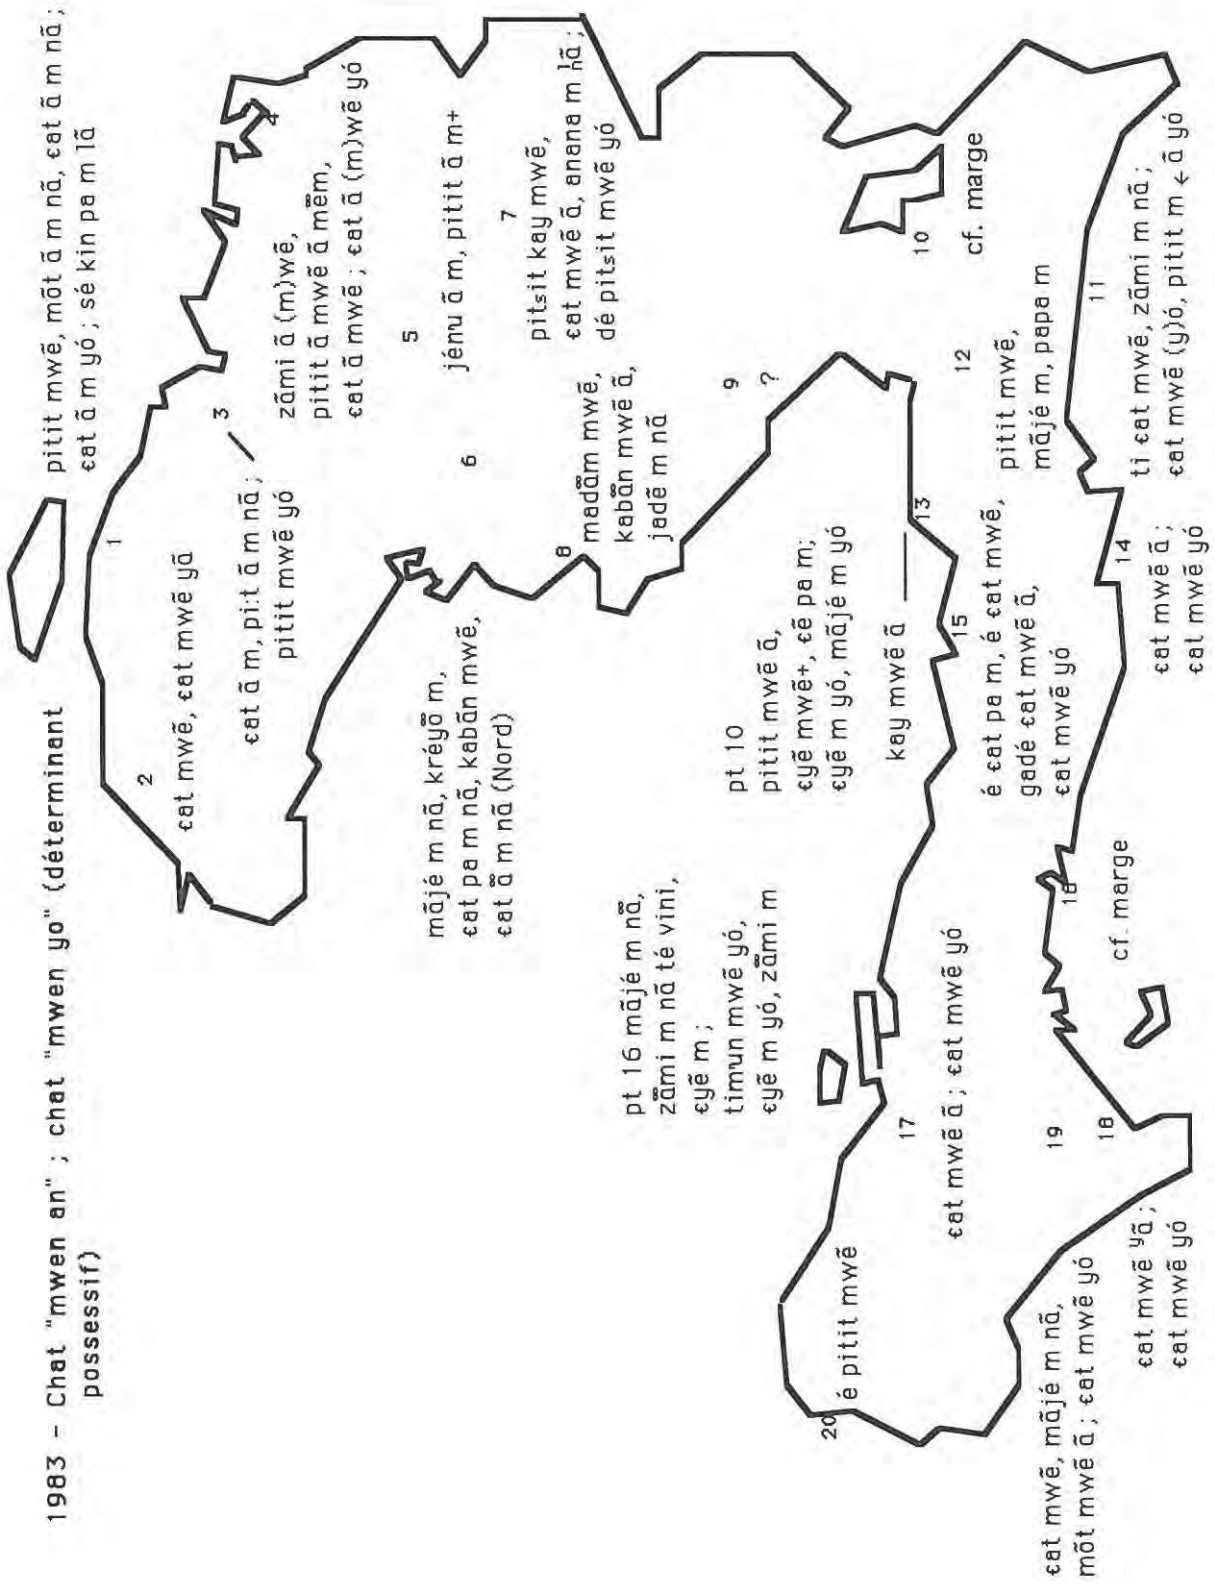 1983 - Chat "mwen an" ; chat "mwen yo" (déterminant
possessif)
pitit mwẽ, mõt ã m nã, ɛat ã m nã ;
ɛat ã m yó ; sé kin pa m lã
1
2
ɛat mwẽ, ɛat mwẽ yã
3
ɛat ã m, pi:t ã m nã ;
pitit mwẽ yó
4
zãmi ã (m)wẽ,
pitit ã mwẽ ã mẽm,
ɛat ã mwẽ ; ɛat ã (m)wẽ yó
5
jénu ã m, pitit ã m+
6
7
pitsit kay mwẽ,
ɛat mwẽ ã, anana m hã ;
dé pitsit mwẽ yó
mãjé m nã, kréyõ m,
ɛat pa m nã, kabãn mwẽ,
ɛat ã m nã (Nord)
8
madãm mwẽ,
kabãn mwẽ ã,
jadẽ m nã
9
?
10
cf. marge
pt 10
pitit mwẽ ã,
ɛyẽ mwẽ+, ɛẽ pa m;
ɛyẽ m yó, mãjé m yó
11
ti ɛat mwẽ, zãmi m nã ;
ɛat mwẽ (y)ó, pitit m ← ã yó
12
pitit mwẽ,
mãjé m, papa m
13
kay mwẽ ã
14
ɛat mwẽ ã ;
ɛat mwẽ yó
15
é ɛat pa m, é ɛat mwẽ,
gadé ɛat mwẽ ã,
ɛat mwẽ yó
pt 16 mãjé m nã,
zãmi m nã té vini,
ɛyẽ m ;
timun mwẽ yó,
ɛyẽ m yó, zãmi m
16
cf. marge
17
ɛat mwẽ ã ; ɛat mwẽ yó
18
ɛat mwẽ ʸã ;
ɛat mwẽ yó
19
ɛat mwẽ, mãjé m nã,
mõt mwẽ ã ; ɛat mwẽ yó
20
é pitit mwẽ